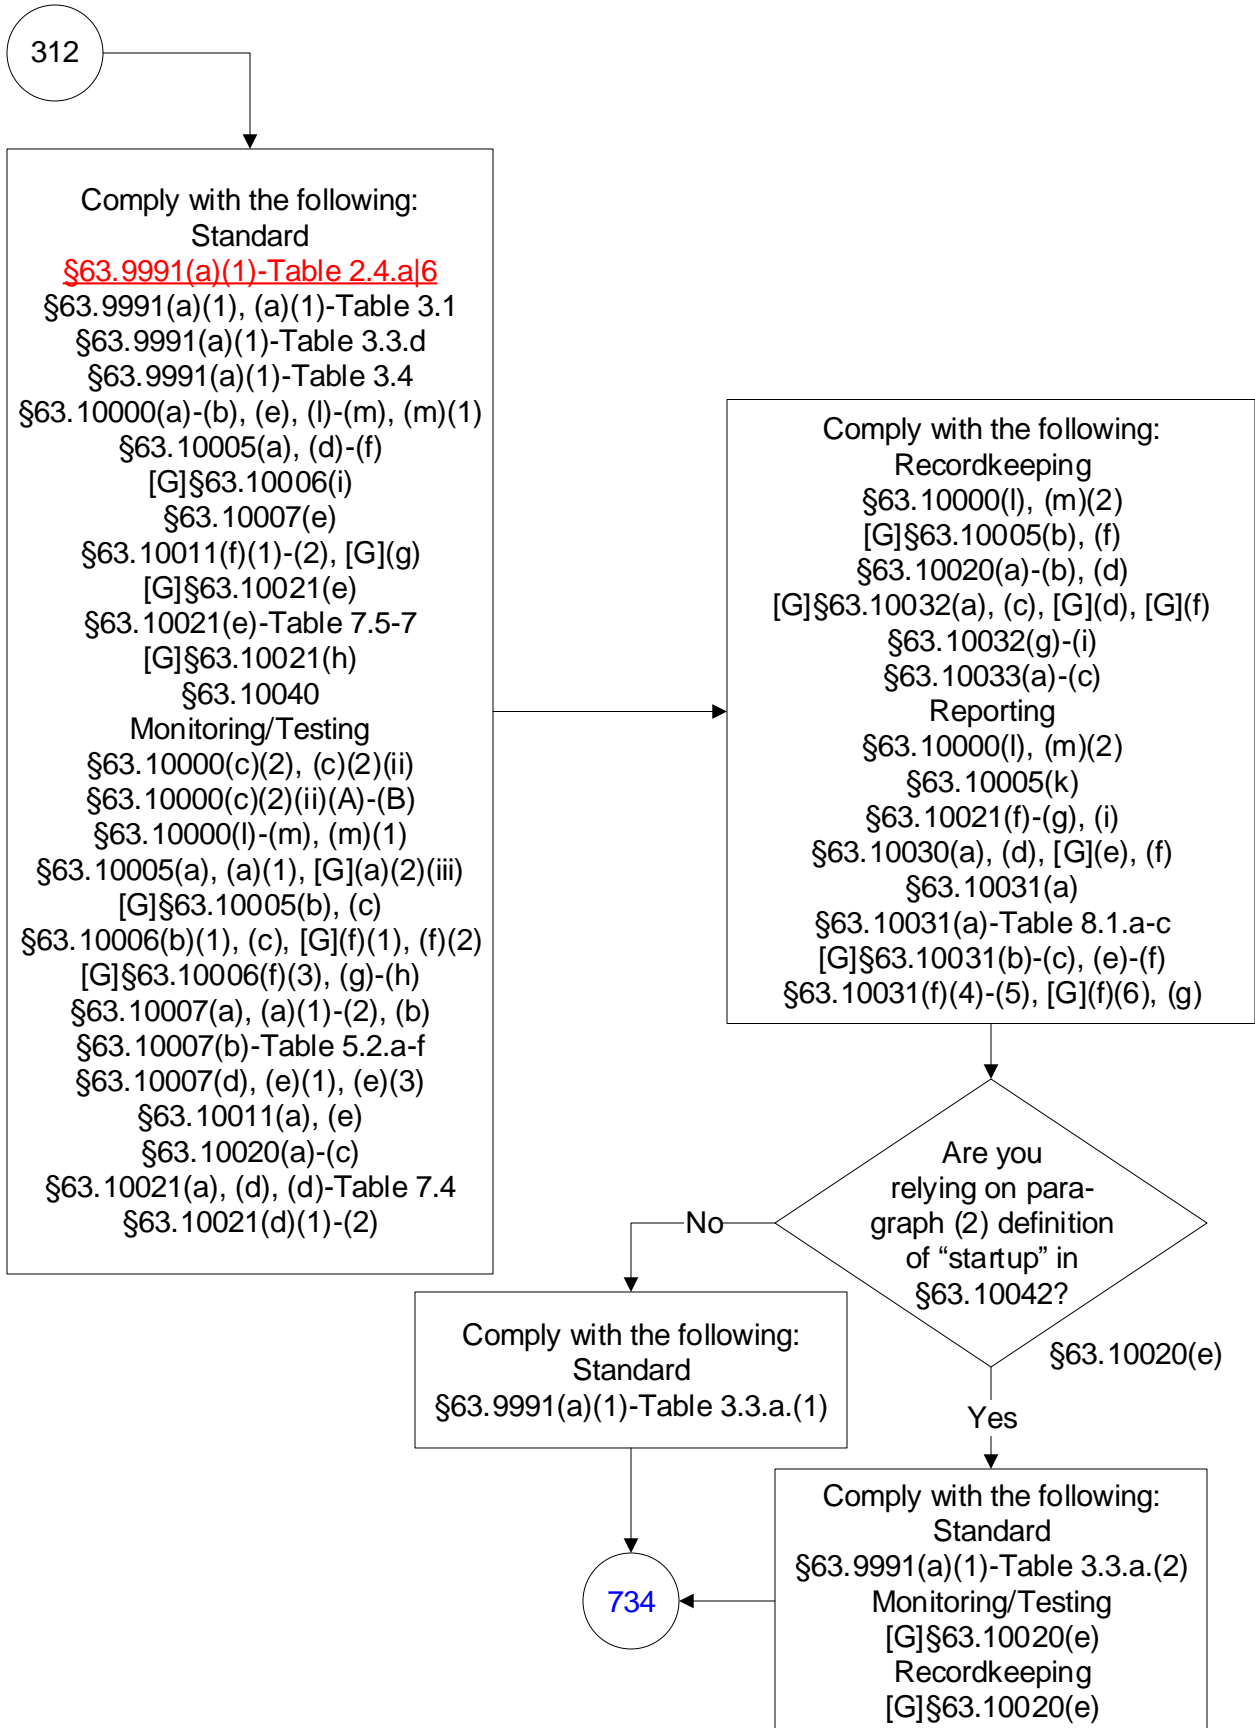 312
Comply with the following:
Standard
§63.9991(a)(1)-Table 2.4.a|6
§63.9991(a)(1), (a)(1)-Table 3.1
§63.9991(a)(1)-Table 3.3.d
§63.9991(a)(1)-Table 3.4
§63.10000(a)-(b), (e), (l)-(m), (m)(1)
§63.10005(a), (d)-(f)
[G]§63.10006(i)
§63.10007(e)
§63.10011(f)(1)-(2), [G](g)
[G]§63.10021(e)
§63.10021(e)-Table 7.5-7
[G]§63.10021(h)
§63.10040
Monitoring/Testing
§63.10000(c)(2), (c)(2)(ii)
§63.10000(c)(2)(ii)(A)-(B)
§63.10000(l)-(m), (m)(1)
§63.10005(a), (a)(1), [G](a)(2)(iii)
[G]§63.10005(b), (c)
§63.10006(b)(1), (c), [G](f)(1), (f)(2)
[G]§63.10006(f)(3), (g)-(h)
§63.10007(a), (a)(1)-(2), (b)
§63.10007(b)-Table 5.2.a-f
§63.10007(d), (e)(1), (e)(3)
§63.10011(a), (e)
§63.10020(a)-(c)
§63.10021(a), (d), (d)-Table 7.4
§63.10021(d)(1)-(2)
Comply with the following:
Recordkeeping
§63.10000(l), (m)(2)
[G]§63.10005(b), (f)
§63.10020(a)-(b), (d)
[G]§63.10032(a), (c), [G](d), [G](f)
§63.10032(g)-(i)
§63.10033(a)-(c)
Reporting
§63.10000(l), (m)(2)
§63.10005(k)
§63.10021(f)-(g), (i)
§63.10030(a), (d), [G](e), (f)
§63.10031(a)
§63.10031(a)-Table 8.1.a-c
[G]§63.10031(b)-(c), (e)-(f)
§63.10031(f)(4)-(5), [G](f)(6), (g)
Are you
relying on para-
graph (2) definition
of “startup” in
§63.10042?
§63.10020(e)
No
Comply with the following:
Standard
§63.9991(a)(1)-Table 3.3.a.(1)
Yes
Comply with the following:
Standard
§63.9991(a)(1)-Table 3.3.a.(2)
Monitoring/Testing
[G]§63.10020(e)
Recordkeeping
[G]§63.10020(e)
734